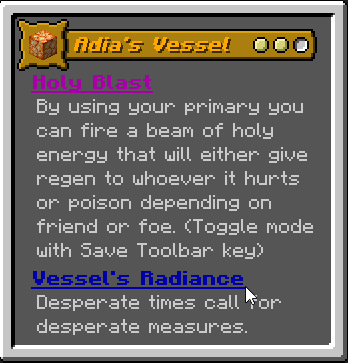 Adia's Vessel
Holy Blast
By using your primary you
can fire a beam of holy
energy that will either give
regen to whoever it hurts
or poison depending on
friend or foe. (Toggle mode
with Save Toolbar key)
Vessel's Radiance
Desperate times call for
desperate measures.